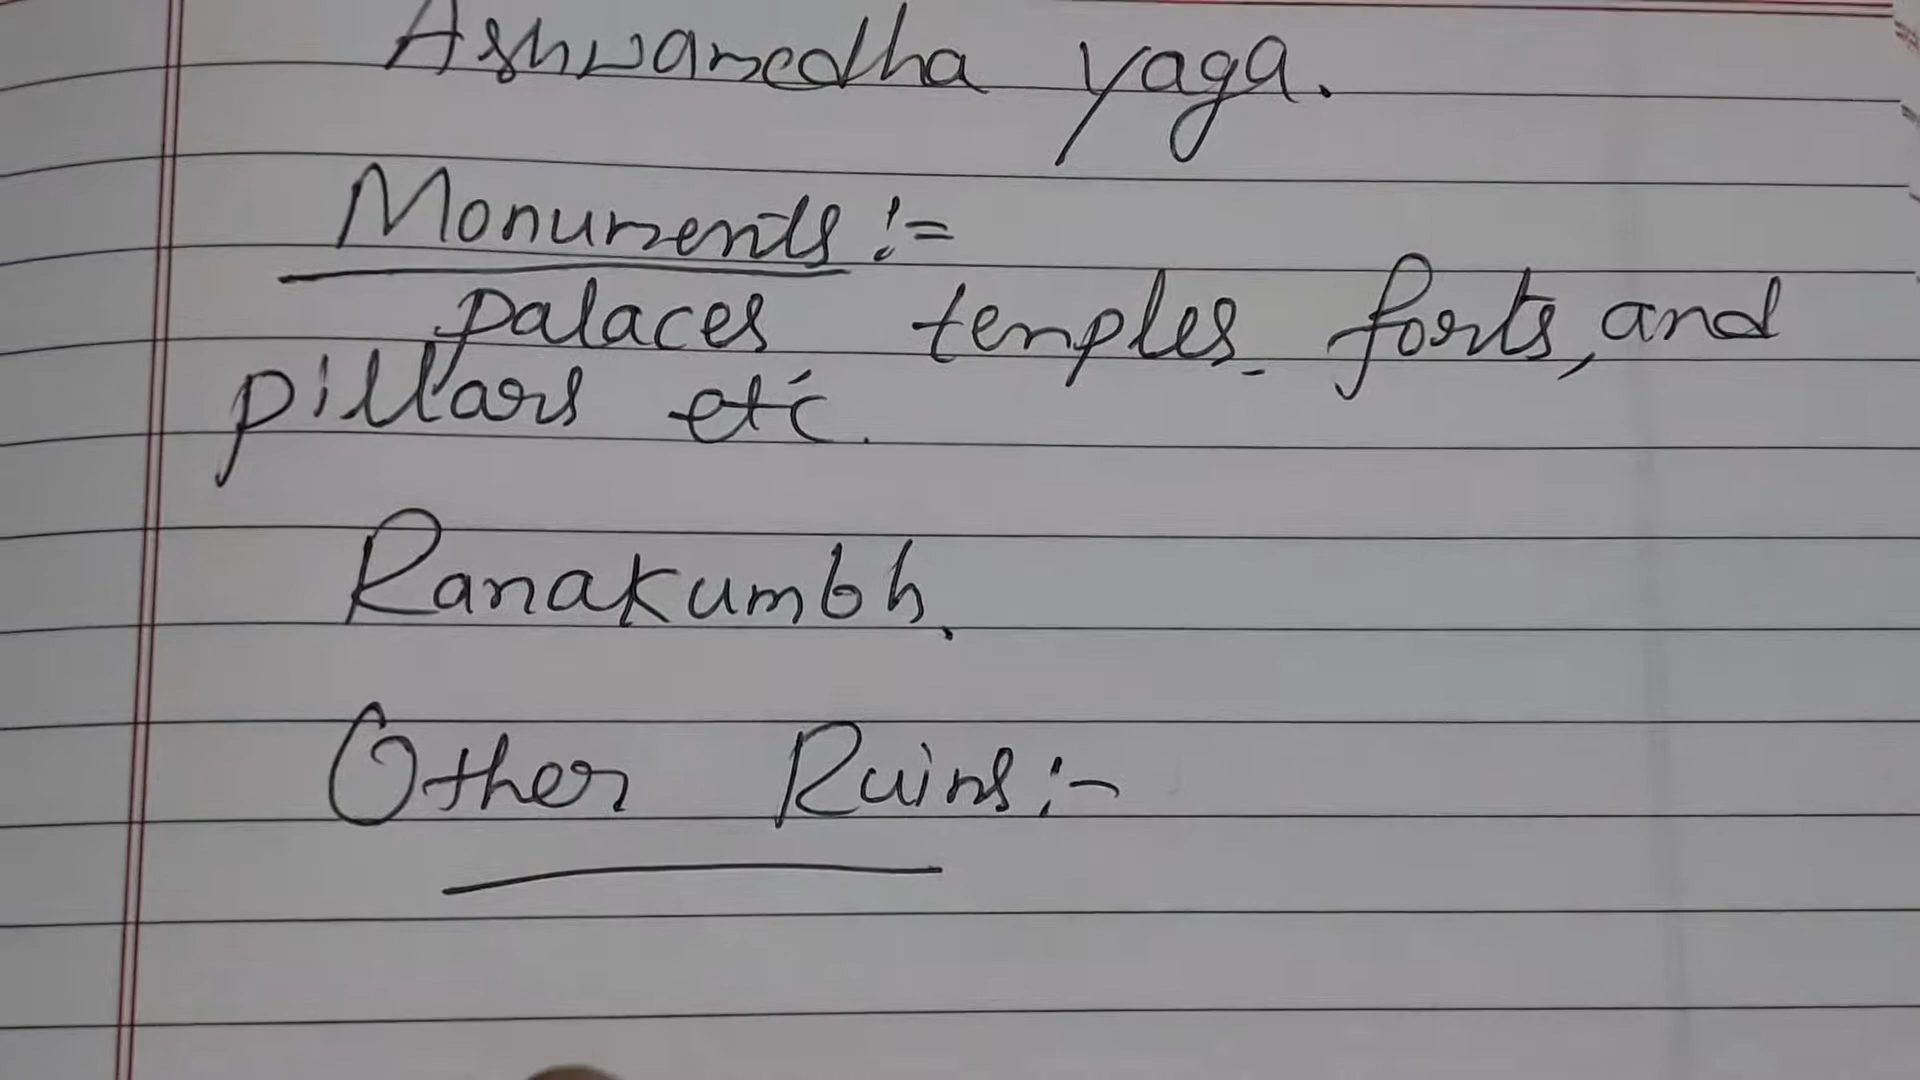 Ashwamedha yaga.
Monuments :-
palaces temples. forts, and
pillars etc.
Ranakumbh.
Other Ruins :-